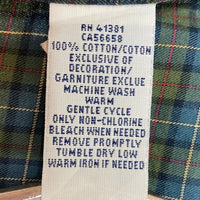 RN 41381
CA56658
100% COTTON/COTON
EXCLUSIVE OF
DECORATION/
GARNITURE EXCLUE
MACHINE WASH
WARM
GENTLE CYCLE
ONLY NON-CHLORINE
BLEACH WHEN NEEDED
REMOVE PROMPTLY
TUMBLE DRY LOW
WARM IRON IF NEEDED